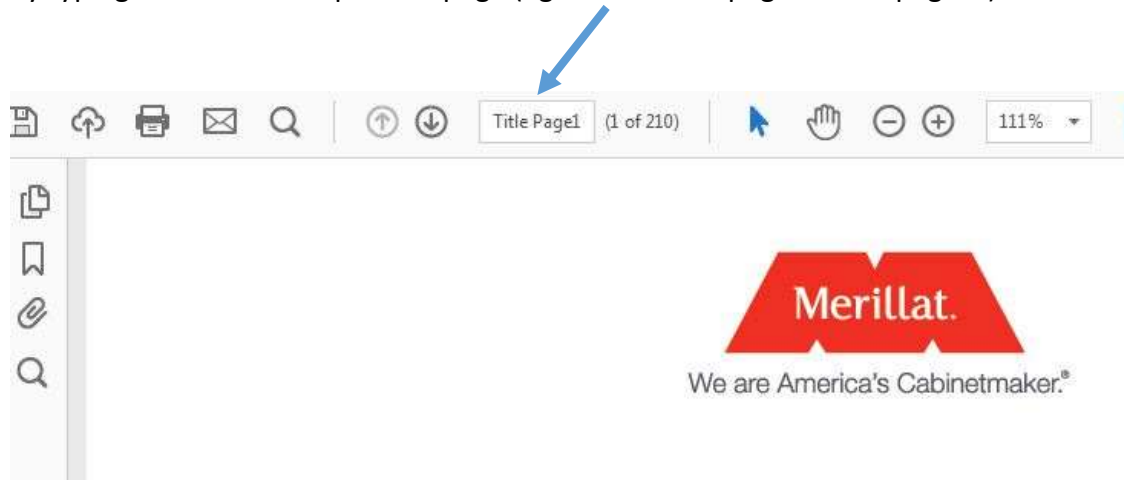 Title Page1 (1 of 210) 111%
Merillat.
We are America's Cabinetmaker.®